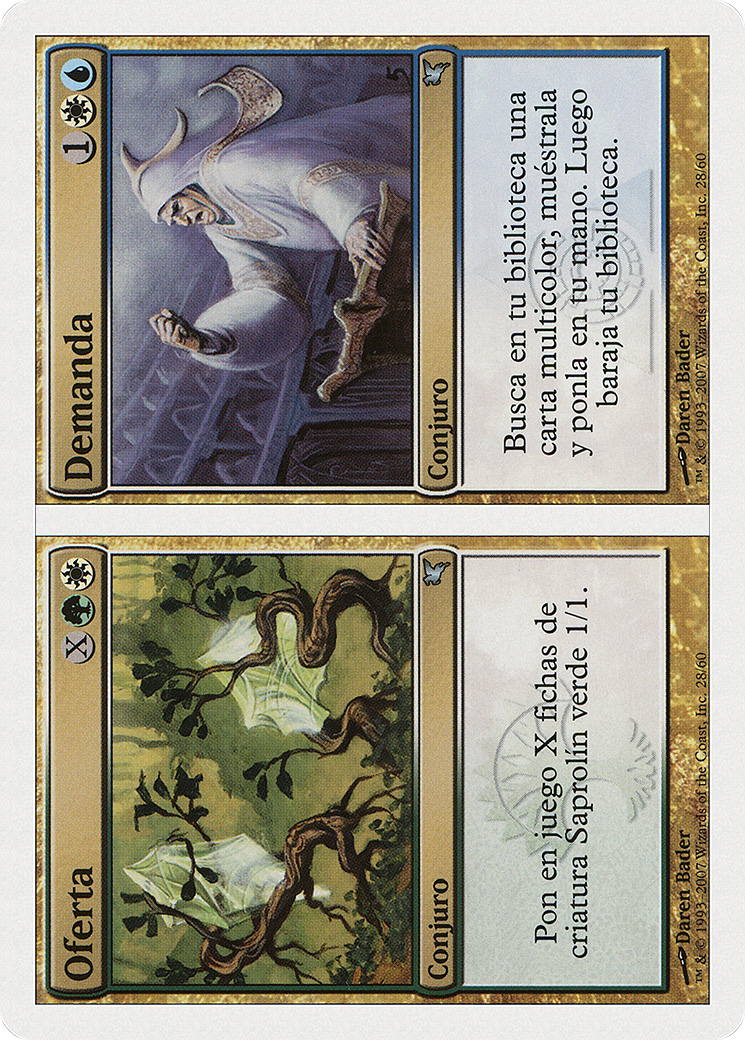 Oferta
X
Conjuro
Pon en juego X fichas de
criatura Saprolín verde 1/1.
Daren Bader
™ & © 1993–2007 Wizards of the Coast, Inc. 28/60
Demanda
1
5
Conjuro
Busca en tu biblioteca una
carta multicolor, muéstrala
y ponla en tu mano. Luego
baraja tu biblioteca.
Daren Bader
™ & © 1993–2007 Wizards of the Coast, Inc. 28/60